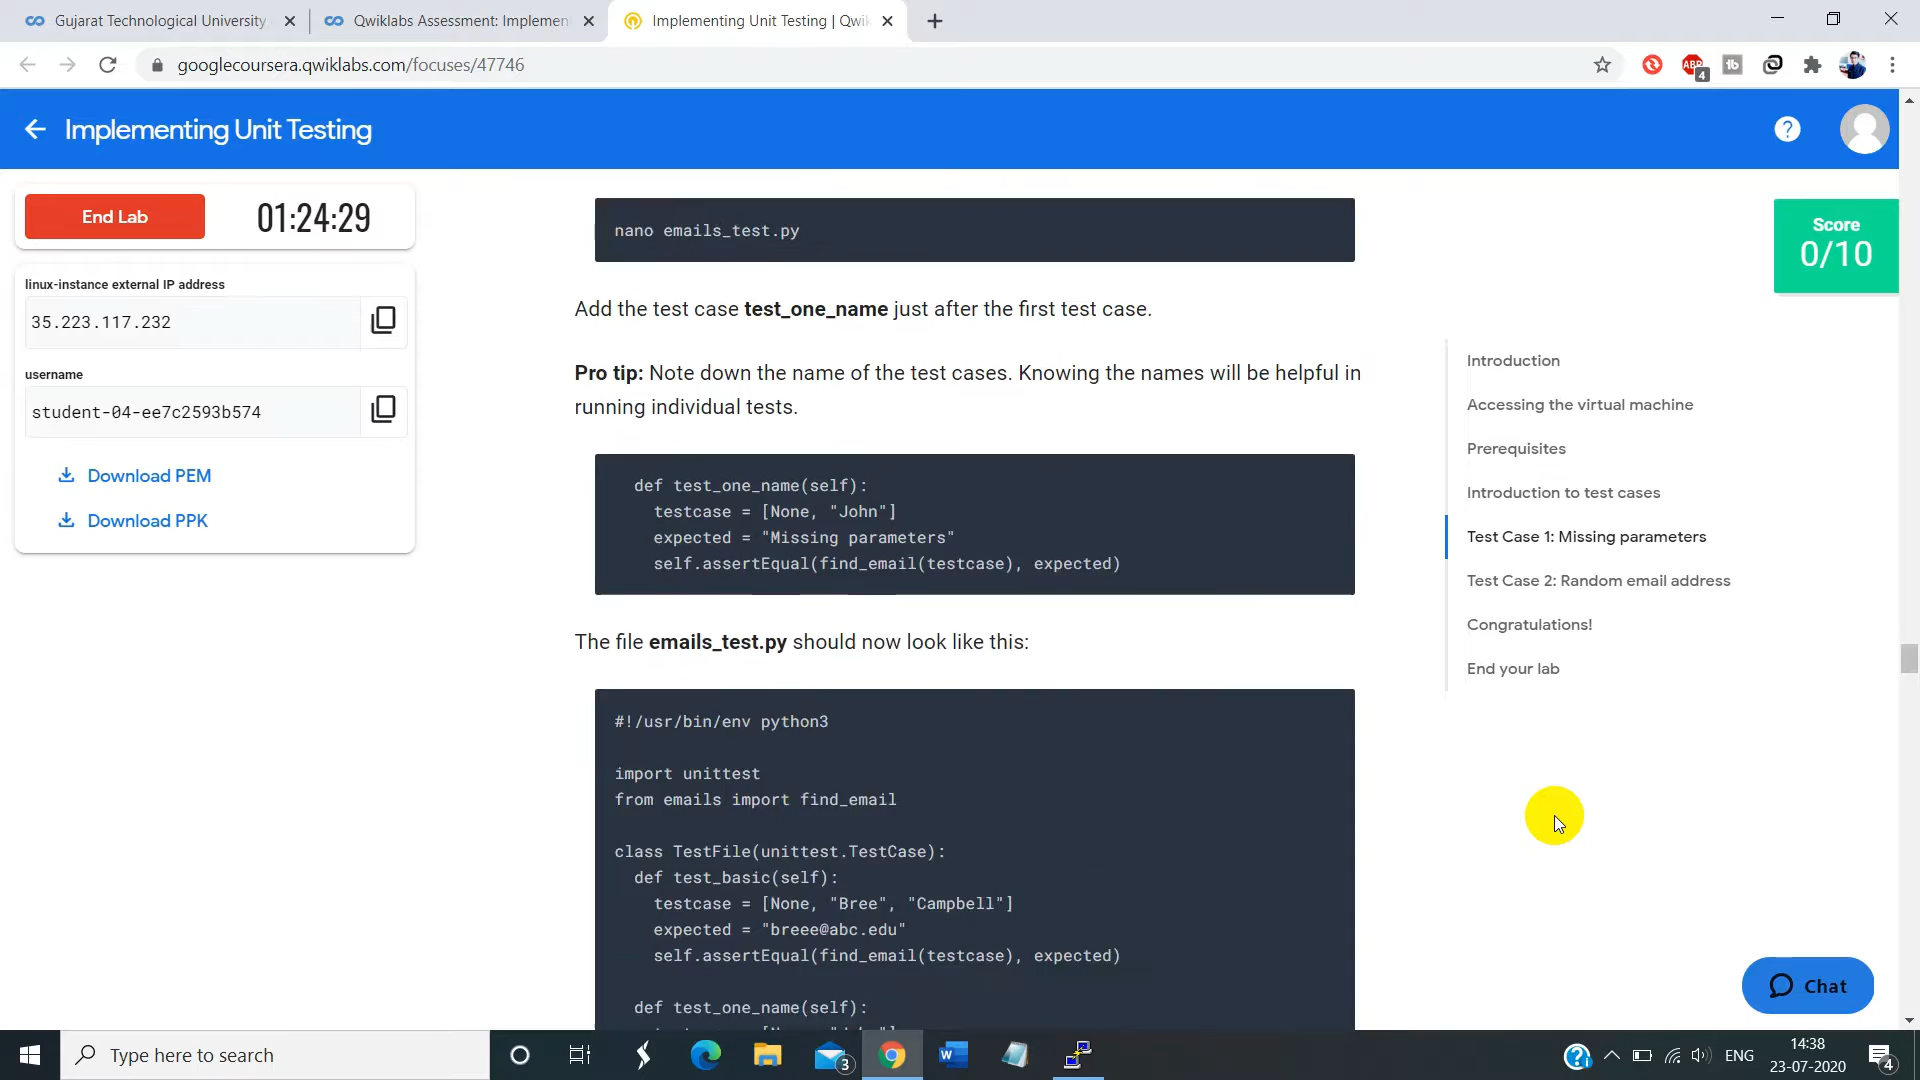 Gujarat Technological University
Qwiklabs Assessment: Implemen
Implementing Unit Testing | Qwi
googlecoursera.qwiklabs.com/focuses/47746
ABP
4
tb
Implementing Unit Testing
?
End Lab
01:24:29
linux-instance external IP address
35.223.117.232
username
student-04-ee7c2593b574
Download PEM
Download PPK
nano emails_test.py
Add the test case test_one_name just after the first test case.
Pro tip: Note down the name of the test cases. Knowing the names will be helpful in
running individual tests.
def test_one_name(self):
testcase = [None, "John"]
expected = "Missing parameters"
self.assertEqual(find_email(testcase), expected)
The file emails_test.py should now look like this:
#!/usr/bin/env python3
import unittest
from emails import find_email
class TestFile(unittest.TestCase):
def test_basic(self):
testcase = [None, "Bree", "Campbell"]
expected = "breee@abc.edu"
self.assertEqual(find_email(testcase), expected)
def test_one_name(self):
Score
0/10
Introduction
Accessing the virtual machine
Prerequisites
Introduction to test cases
Test Case 1: Missing parameters
Test Case 2: Random email address
Congratulations!
End your lab
Chat
Type here to search
3
W
?
ENG
14:38
23-07-2020
4